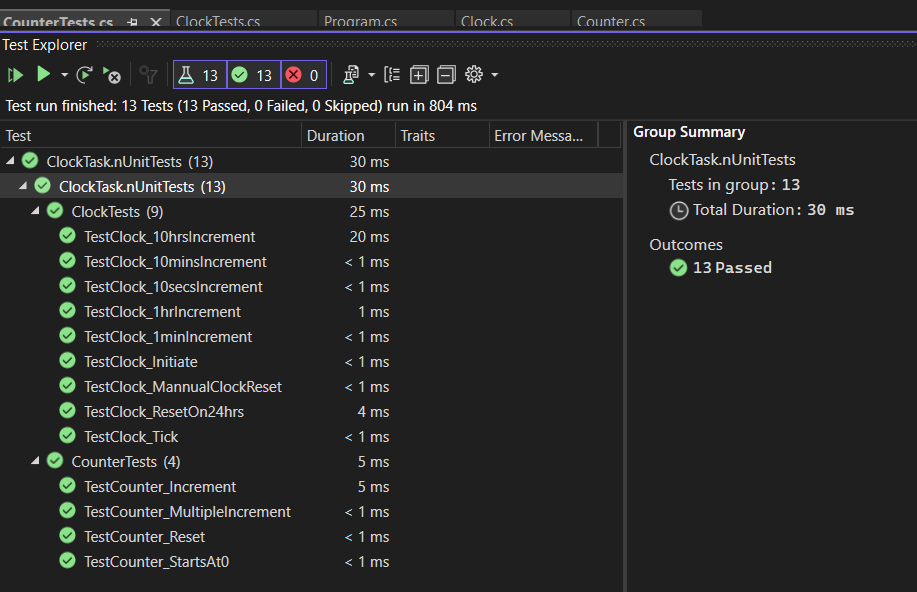 CounterTests.cs ClockTests.cs Program.cs Clock.cs Counter.cs
Test Explorer
13 13 0
Test run finished: 13 Tests (13 Passed, 0 Failed, 0 Skipped) run in 804 ms
Test Duration Traits Error Messa...
ClockTask.nUnitTests (13) 30 ms
ClockTask.nUnitTests (13) 30 ms
ClockTests (9) 25 ms
TestClock_10hrsIncrement 20 ms
TestClock_10minsIncrement < 1 ms
TestClock_10secsIncrement < 1 ms
TestClock_1hrIncrement 1 ms
TestClock_1minIncrement < 1 ms
TestClock_Initiate < 1 ms
TestClock_MannualClockReset < 1 ms
TestClock_ResetOn24hrs 4 ms
TestClock_Tick < 1 ms
CounterTests (4) 5 ms
TestCounter_Increment 5 ms
TestCounter_MultipleIncrement < 1 ms
TestCounter_Reset < 1 ms
TestCounter_StartsAt0 < 1 ms
Group Summary
ClockTask.nUnitTests
Tests in group: 13
Total Duration: 30 ms
Outcomes
13 Passed